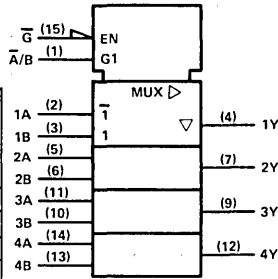 G̅ (15) EN
A̅/B (1) G1
MUX ▷
1A (2) 1̅ ▽ (4) 1Y
1B (3) 1
2A (5) (7) 2Y
2B (6)
3A (11) (9) 3Y
3B (10)
4A (14) (12) 4Y
4B (13)